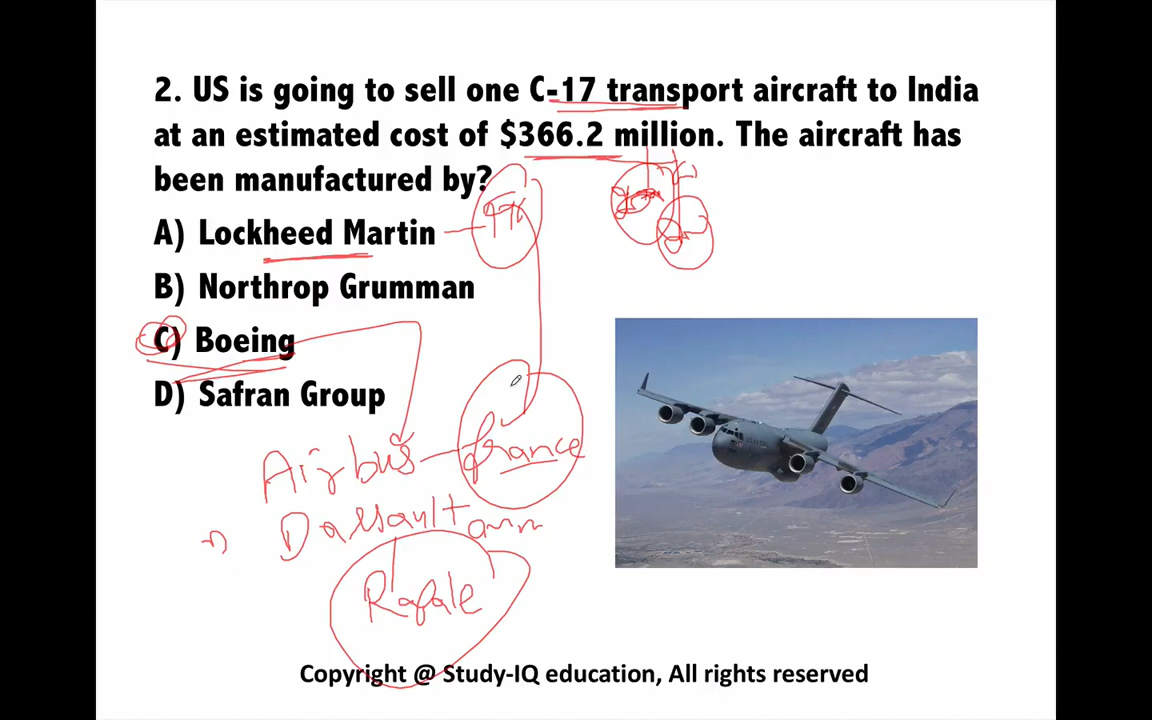 2. US is going to sell one C-17 transport aircraft to India
at an estimated cost of $366.2 million. The aircraft has
been manufactured by?
A) Lockheed Martin
B) Northrop Grumman
C) Boeing
D) Safran Group
Airbus - france
Dassault
Rafale
Copyright @ Study-IQ education, All rights reserved